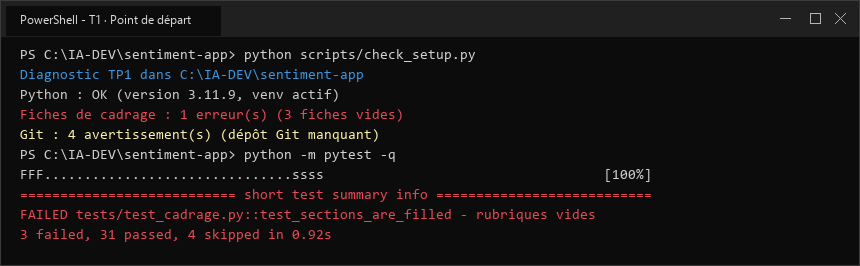 PowerShell - T1 · Point de départ
PS C:\IA-DEV\sentiment-app> python scripts/check_setup.py
Diagnostic TP1 dans C:\IA-DEV\sentiment-app
Python : OK (version 3.11.9, venv actif)
Fiches de cadrage : 1 erreur(s) (3 fiches vides)
Git : 4 avertissement(s) (dépôt Git manquant)
PS C:\IA-DEV\sentiment-app> python -m pytest -q
FFF...............................ssss [100%]
=========================== short test summary info ===========================
FAILED tests/test_cadrage.py::test_sections_are_filled - rubriques vides
3 failed, 31 passed, 4 skipped in 0.92s